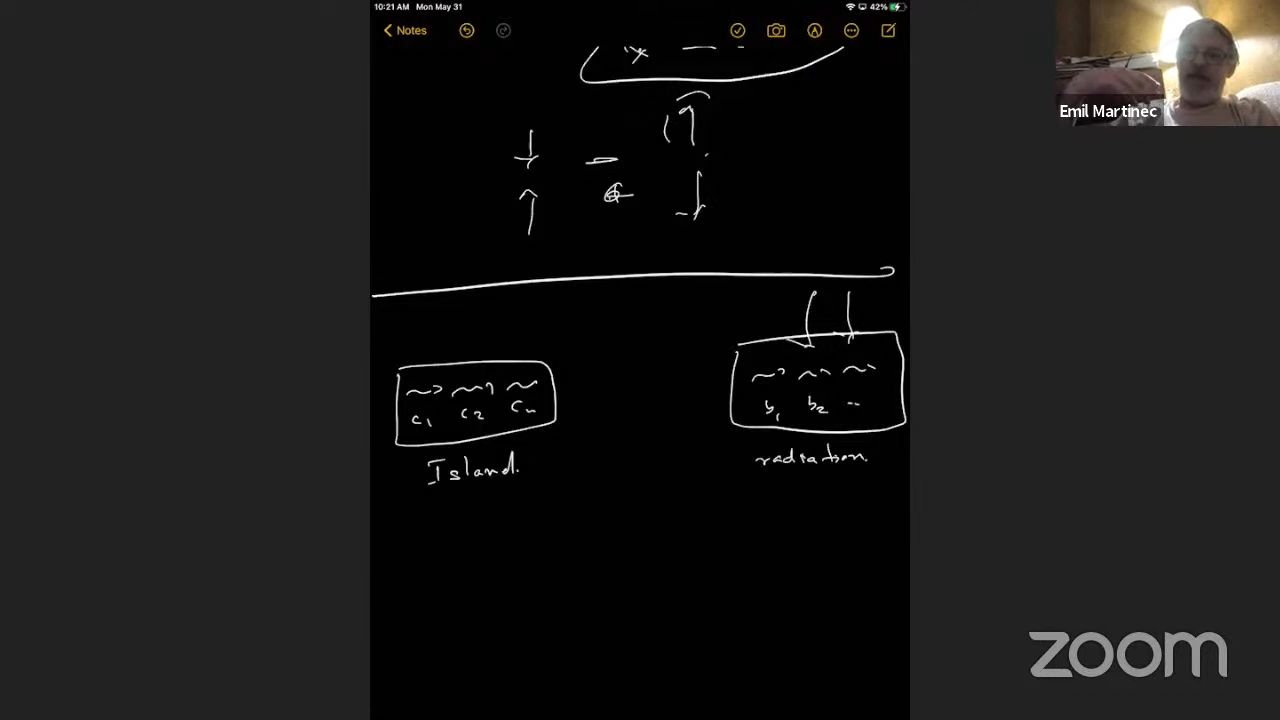 10:21 AM Mon May 31 42%
Notes
Emil Martinec
c1 c2 cn
b1 b2 ...
Island.
radiation.
zoom